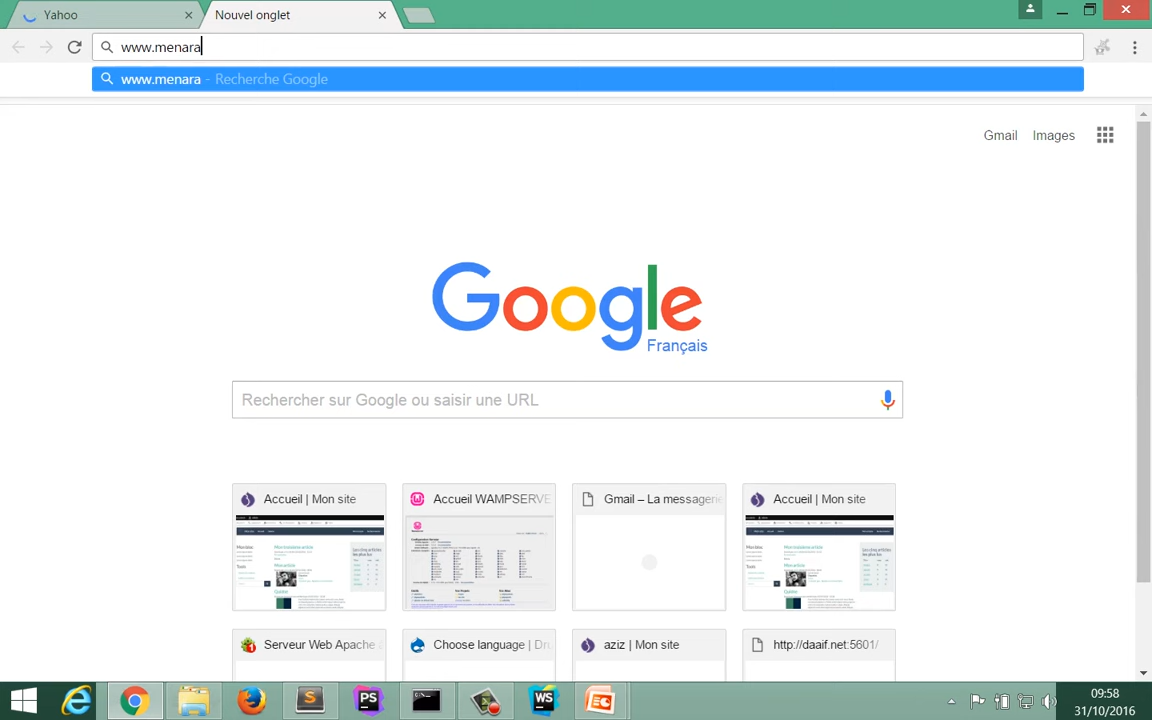 Yahoo
Nouvel onglet
www.menara
www.menara - Recherche Google
Gmail Images
Google
Français
Rechercher sur Google ou saisir une URL
Accueil | Mon site
Accueil WAMPSERVE
Gmail – La messagerie
Accueil | Mon site
Serveur Web Apache
Choose language | Dru
aziz | Mon site
http://daaif.net:5601/
09:58
31/10/2016